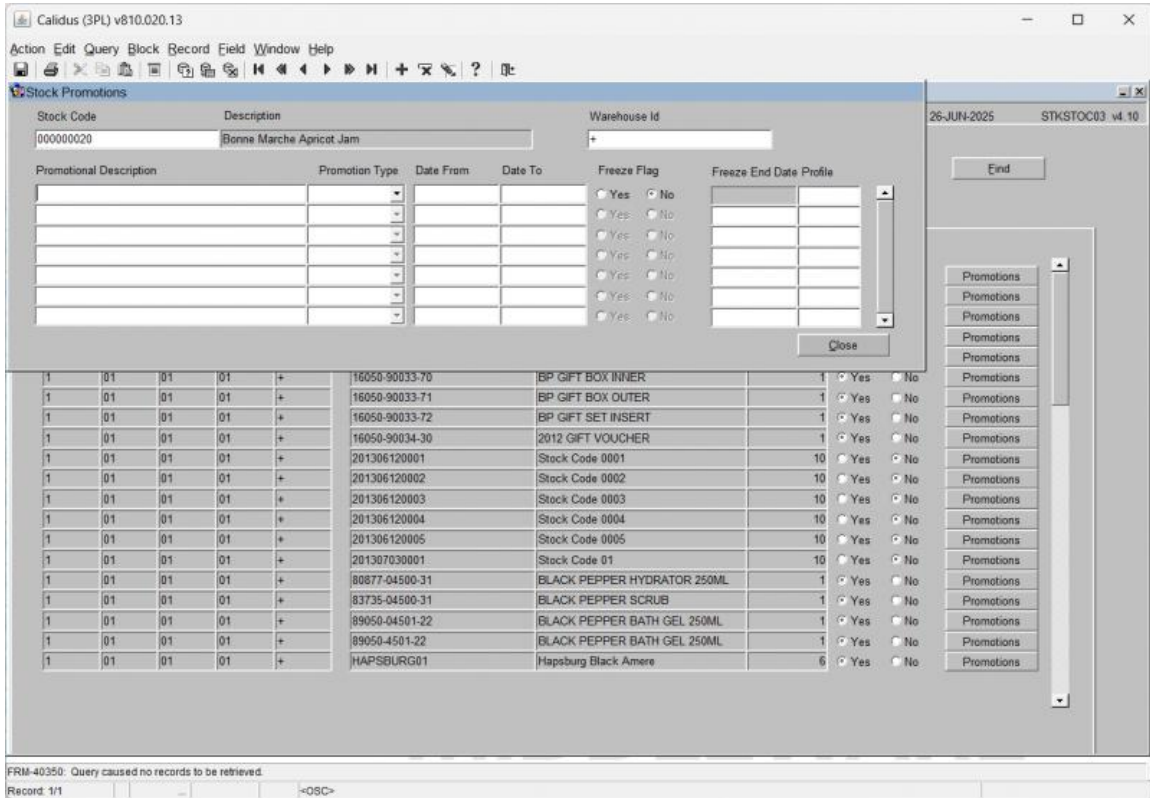 Calidus (3PL) v810.020.13
Action Edit Query Block Record Field Window Help
Stock Promotions
26-JUN-2025 STKSTOC03 v4.10
Stock Code Description Warehouse Id
000000020 Bonne Marche Apricot Jam +
Find
Promotional Description Promotion Type Date From Date To Freeze Flag Freeze End Date Profile
Yes No
Yes No
Yes No
Yes No
Yes No Promotions
Yes No Promotions
Yes No Promotions
Promotions
Close
Promotions
1 01 01 01 + 16050-90033-70 BP GIFT BOX INNER 1 Yes No Promotions
1 01 01 01 + 16050-90033-71 BP GIFT BOX OUTER 1 Yes No Promotions
1 01 01 01 + 16050-90033-72 BP GIFT SET INSERT 1 Yes No Promotions
1 01 01 01 + 16050-90034-30 2012 GIFT VOUCHER 1 Yes No Promotions
1 01 01 01 + 201306120001 Stock Code 0001 10 Yes No Promotions
1 01 01 01 + 201306120002 Stock Code 0002 10 Yes No Promotions
1 01 01 01 + 201306120003 Stock Code 0003 10 Yes No Promotions
1 01 01 01 + 201306120004 Stock Code 0004 10 Yes No Promotions
1 01 01 01 + 201306120005 Stock Code 0005 10 Yes No Promotions
1 01 01 01 + 201307030001 Stock Code 01 10 Yes No Promotions
1 01 01 01 + 80877-04500-31 BLACK PEPPER HYDRATOR 250ML 1 Yes No Promotions
1 01 01 01 + 83735-04500-31 BLACK PEPPER SCRUB 1 Yes No Promotions
1 01 01 01 + 89050-04501-22 BLACK PEPPER BATH GEL 250ML 1 Yes No Promotions
1 01 01 01 + 89050-4501-22 BLACK PEPPER BATH GEL 250ML 1 Yes No Promotions
1 01 01 01 + HAPSBURG01 Hapsburg Black Amere 6 Yes No Promotions
FRM-40350: Query caused no records to be retrieved.
Record: 1/1 ... <OSC>